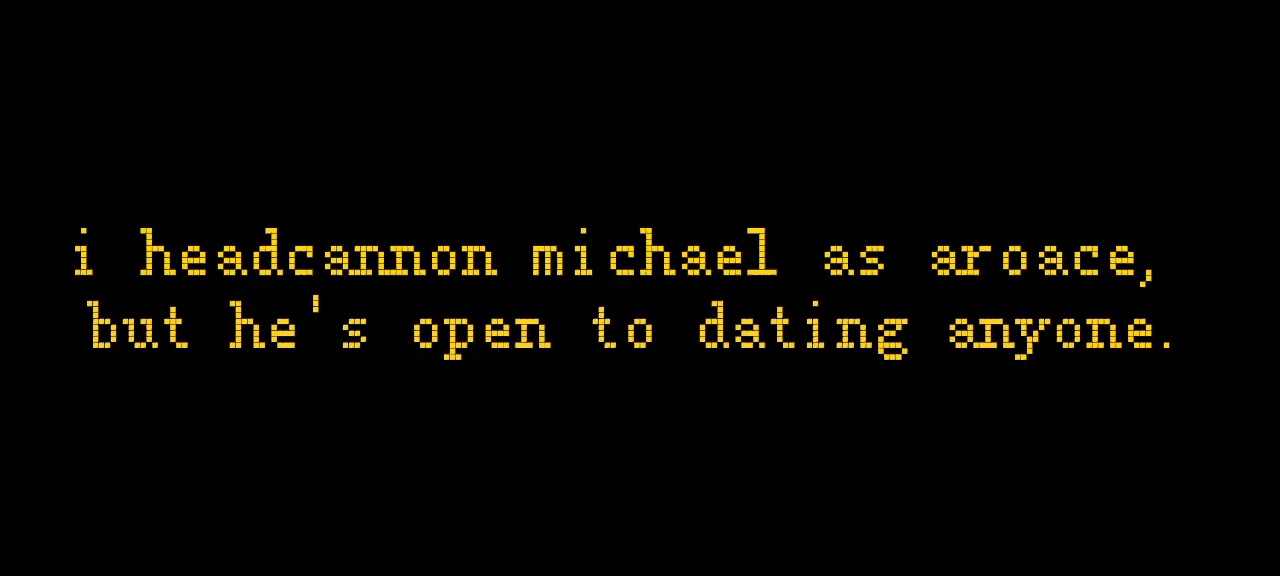 i headcannon michael as aroace,
but he's open to dating anyone.